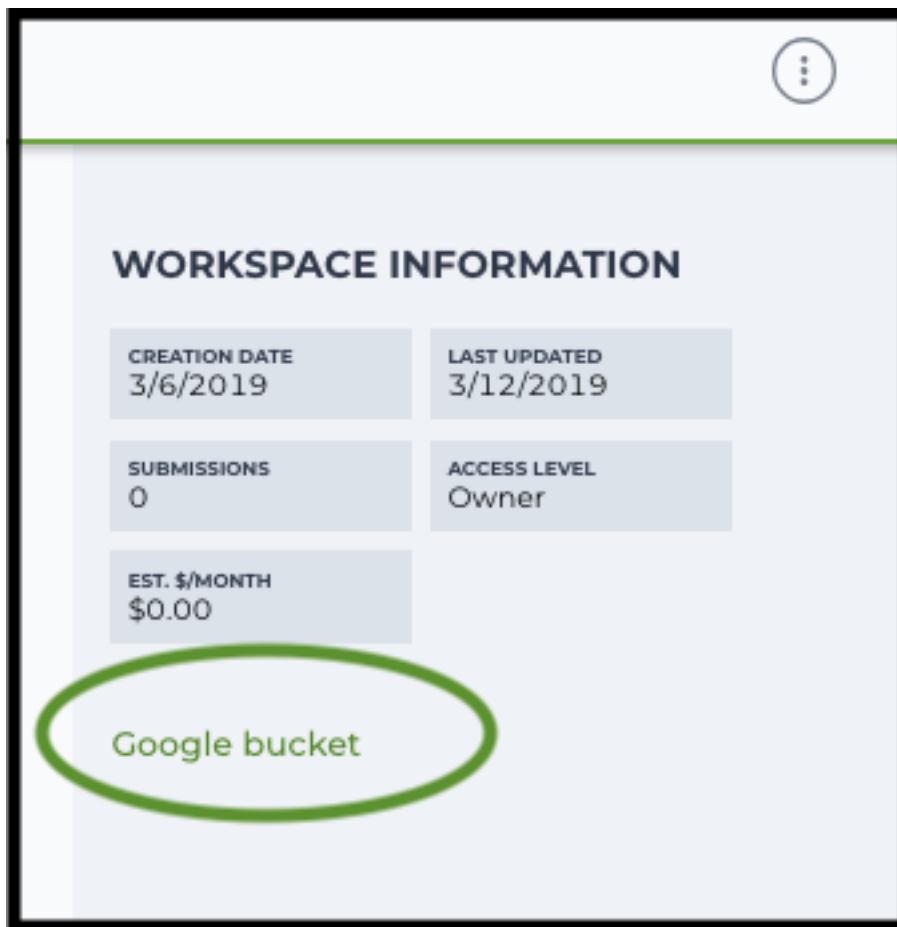 WORKSPACE INFORMATION
CREATION DATE
3/6/2019
LAST UPDATED
3/12/2019
SUBMISSIONS
0
ACCESS LEVEL
Owner
EST. $/MONTH
$0.00
Google bucket